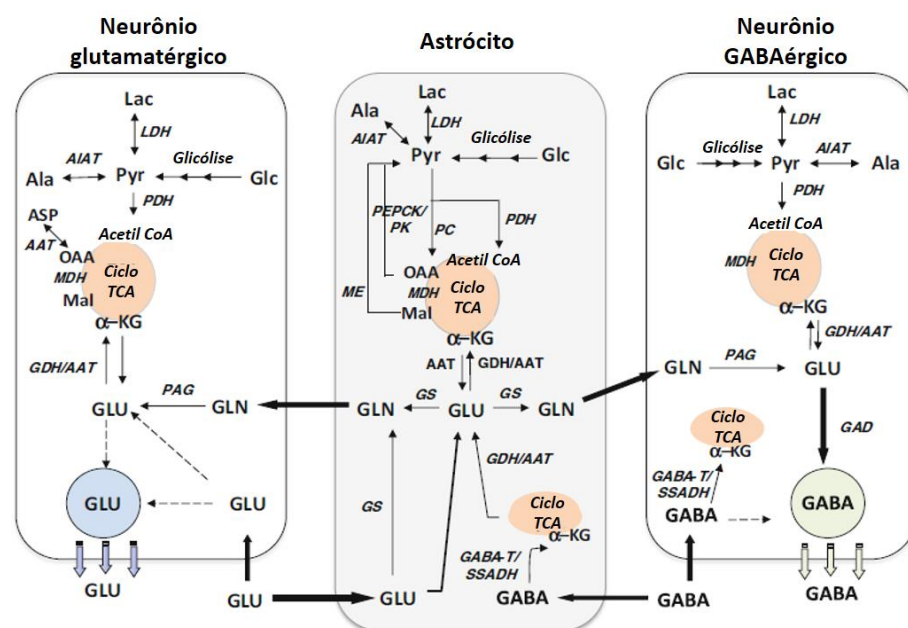 Neurônio
glutamatérgico
Lac
LDH
AlAT
Glicólise
Ala
Pyr
Glc
PDH
ASP
AAT
Acetil CoA
OAA
MDH
Mal
Ciclo
TCA
α–KG
GDH/AAT
PAG
GLU
GLN
GLU
GLU
GLU
GLU
Astrócito
Lac
Ala
LDH
AlAT
Glicólise
Pyr
Glc
PEPCK/
PK
PC
PDH
Acetil CoA
OAA
MDH
ME
Mal
Ciclo
TCA
α–KG
AAT
GDH/AAT
GS
GS
GLN
GLU
GLN
GDH/AAT
GS
Ciclo
TCA
α-KG
GABA-T/
SSADH
GLU
GABA
Neurônio
GABAérgico
Lac
LDH
Glicólise
AlAT
Glc
Pyr
Ala
PDH
Acetil CoA
MDH
Ciclo
TCA
α–KG
GDH/AAT
GLN
PAG
GLU
GAD
Ciclo
TCA
α-KG
GABA-T/
SSADH
GABA
GABA
GABA
GABA